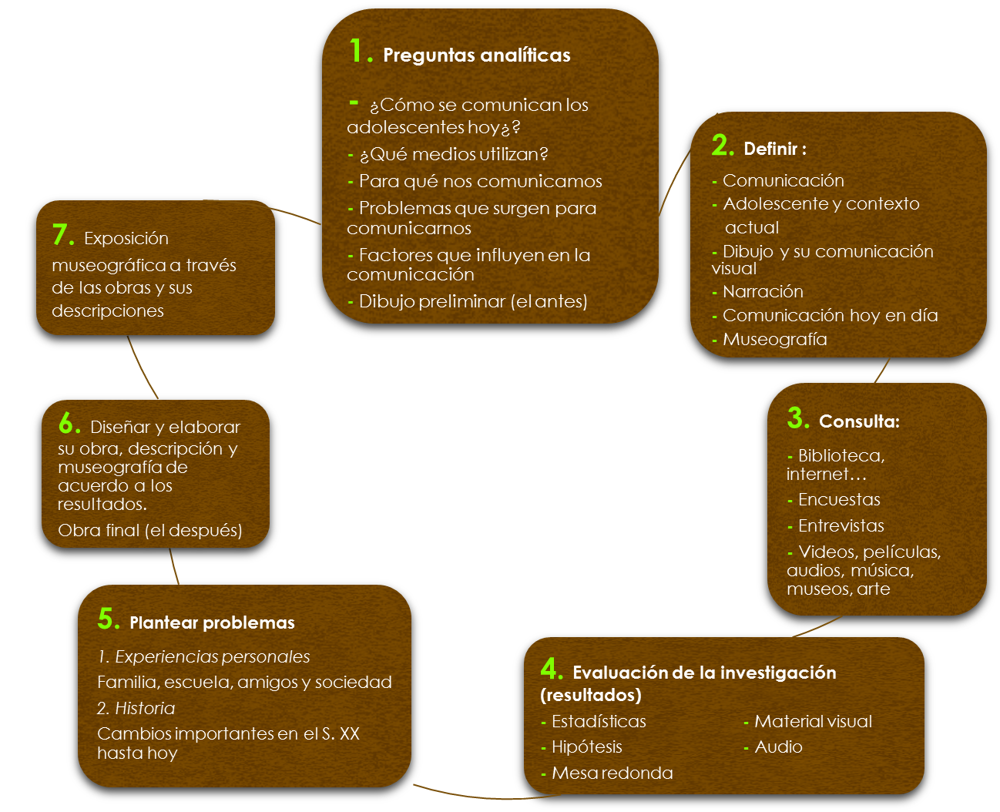 1. Preguntas analíticas
- ¿Cómo se comunican los
adolescentes hoy¿?
- ¿Qué medios utilizan?
- Para qué nos comunicamos
- Problemas que surgen para
comunicarnos
- Factores que influyen en la
comunicación
- Dibujo preliminar (el antes)
2. Definir :
- Comunicación
- Adolescente y contexto
actual
- Dibujo y su comunicación
visual
- Narración
- Comunicación hoy en día
- Museografía
3. Consulta:
- Biblioteca,
internet...
- Encuestas
- Entrevistas
- Videos, películas,
audios, música,
museos, arte
4. Evaluación de la investigación
(resultados)
- Estadísticas
- Hipótesis
- Mesa redonda
- Material visual
- Audio
5. Plantear problemas
1. Experiencias personales
Familia, escuela, amigos y sociedad
2. Historia
Cambios importantes en el S. XX
hasta hoy
6. Diseñar y elaborar
su obra, descripción y
museografía de
acuerdo a los
resultados.
Obra final (el después)
7. Exposición
museográfica a través
de las obras y sus
descripciones